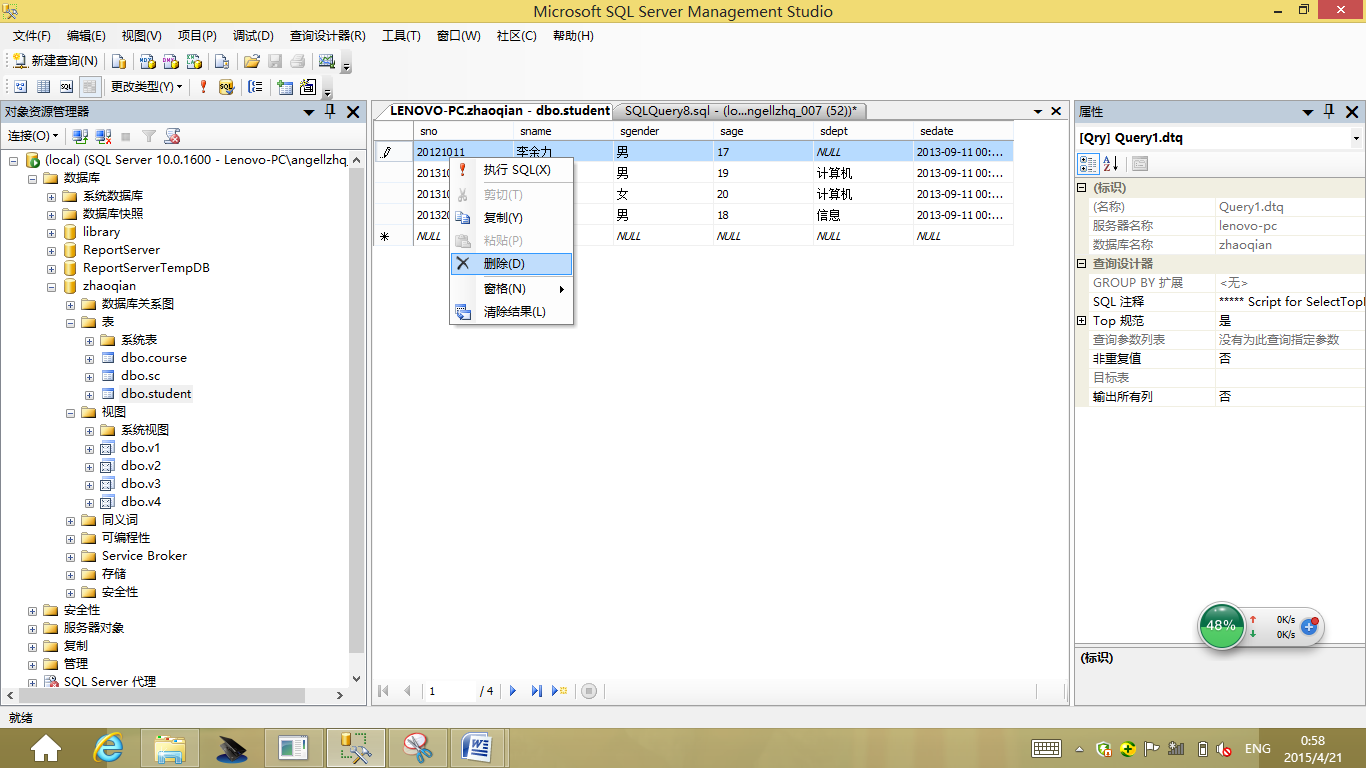 Microsoft SQL Server Management Studio
文件(F) 编辑(E) 视图(V) 项目(P) 调试(D) 查询设计器(R) 工具(T) 窗口(W) 社区(C) 帮助(H)
新建查询(N)
更改类型(Y)
对象资源管理器
连接(O)
(local) (SQL Server 10.0.1600 - Lenovo-PC\angellzhq_
数据库
系统数据库
数据库快照
library
ReportServer
ReportServerTempDB
zhaoqian
数据库关系图
表
系统表
dbo.course
dbo.sc
dbo.student
视图
系统视图
dbo.v1
dbo.v2
dbo.v3
dbo.v4
同义词
可编程性
Service Broker
存储
安全性
安全性
服务器对象
复制
管理
SQL Server 代理
LENOVO-PC.zhaoqian - dbo.student SQLQuery8.sql - (lo...ngellzhq_007 (52))*
sno sname sgender sage sdept sedate
20121011 李余力 男 17 NULL 2013-09-11 00:...
201310 男 19 计算机 2013-09-11 00:...
201310 女 20 计算机 2013-09-11 00:...
201320 男 18 信息 2013-09-11 00:...
NULL NULL NULL NULL NULL
执行 SQL(X)
剪切(T)
复制(Y)
粘贴(P)
删除(D)
窗格(N)
清除结果(L)
1 / 4
属性
[Qry] Query1.dtq
(标识)
(名称) Query1.dtq
服务器名称 lenovo-pc
数据库名称 zhaoqian
查询设计器
GROUP BY 扩展 <无>
SQL 注释 ***** Script for SelectTopI
Top 规范 是
查询参数列表 没有为此查询指定参数
非重复值 否
目标表
输出所有列 否
48% 0K/s
0K/s
(标识)
就绪
ENG 0:58
2015/4/21